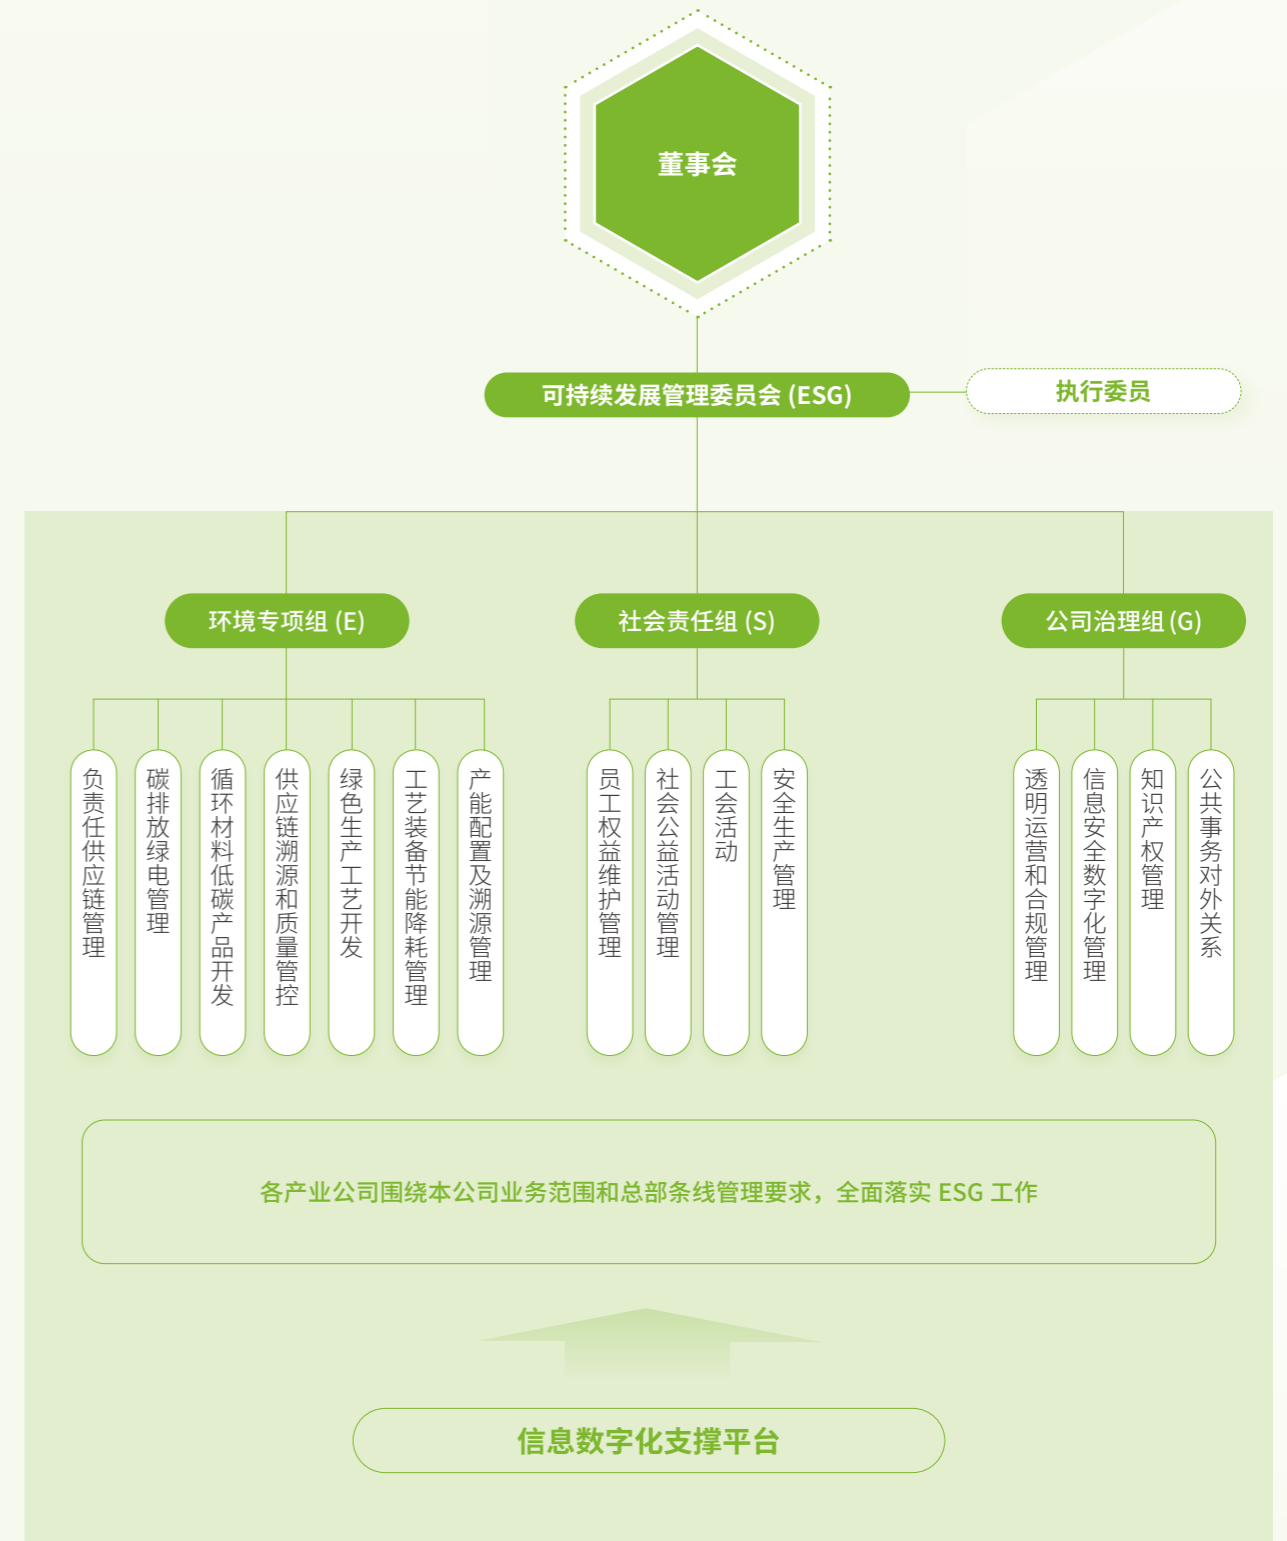 董事会
可持续发展管理委员会 (ESG)
执行委员
环境专项组 (E)
社会责任组 (S)
公司治理组 (G)
负责任供应链管理
碳排放绿电管理
循环材料低碳产品开发
供应链溯源和质量管控
绿色生产工艺开发
工艺装备节能降耗管理
产能配置及溯源管理
员工权益维护管理
社会公益活动管理
工会活动
安全生产管理
透明运营和合规管理
信息安全数字化管理
知识产权管理
公共事务对外关系
各产业公司围绕本公司业务范围和总部条线管理要求，全面落实 ESG 工作
信息数字化支撑平台